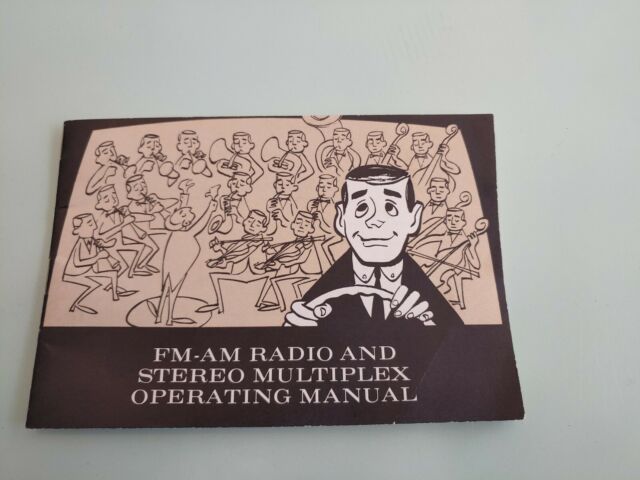 FM-AM RADIO AND
STEREO MULTIPLEX
OPERATING MANUAL